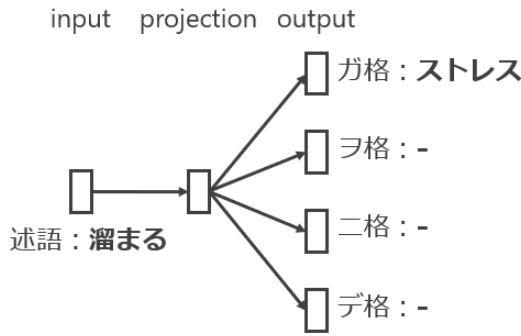 input projection output
ガ格：ストレス
ヲ格：-
述語：溜まる
ニ格：-
デ格：-